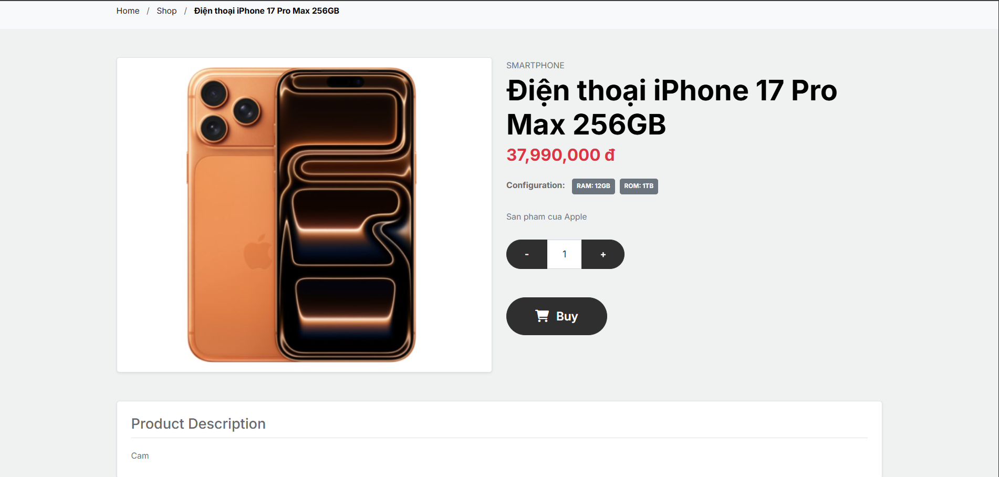 Home / Shop / Điện thoại iPhone 17 Pro Max 256GB
SMARTPHONE
Điện thoại iPhone 17 Pro
Max 256GB
37,990,000 đ
Configuration: RAM: 12GB ROM: 1TB
San pham cua Apple
- 1 +
Buy
Product Description
Cam